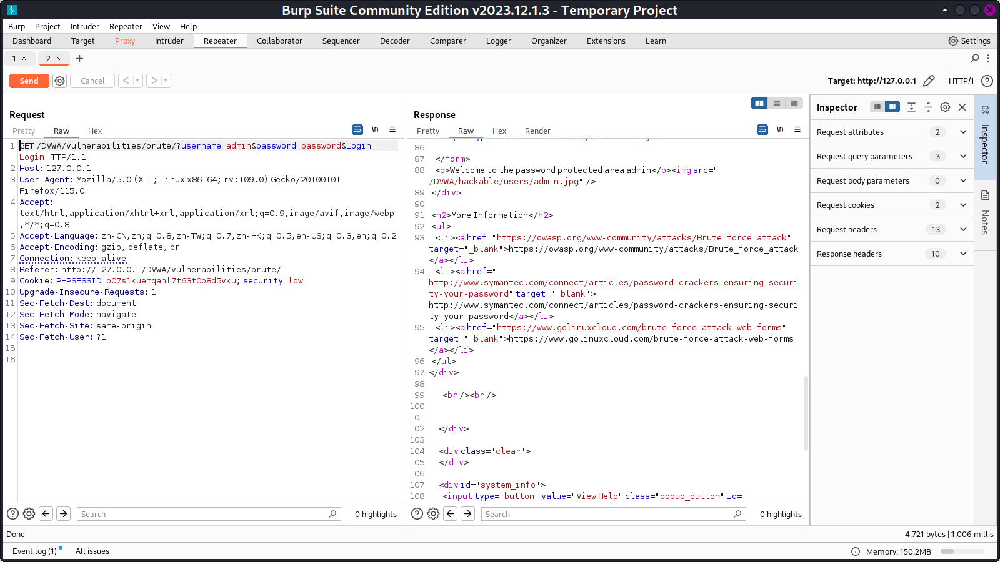 Burp Suite Community Edition v2023.12.1.3 - Temporary Project
Burp Project Intruder Repeater View Help
Dashboard Target Proxy Intruder Repeater Collaborator Sequencer Decoder Comparer Logger Organizer Extensions Learn Settings
1 × 2 × +
Send Cancel < > Target: http://127.0.0.1 HTTP/1
Request
Pretty Raw Hex \n
1 GET /DVWA/vulnerabilities/brute/?username=admin&password=password&Login=
Login HTTP/1.1
2 Host: 127.0.0.1
3 User-Agent: Mozilla/5.0 (X11; Linux x86_64; rv:109.0) Gecko/20100101
Firefox/115.0
4 Accept:
text/html,application/xhtml+xml,application/xml;q=0.9,image/avif,image/webp
,*/*;q=0.8
5 Accept-Language: zh-CN,zh;q=0.8,zh-TW;q=0.7,zh-HK;q=0.5,en-US;q=0.3,en;q=0.2
6 Accept-Encoding: gzip, deflate, br
7 Connection: keep-alive
8 Referer: http://127.0.0.1/DVWA/vulnerabilities/brute/
9 Cookie: PHPSESSID=p07s1kuemqahl7t63t0p8d5vku; security=low
10 Upgrade-Insecure-Requests: 1
11 Sec-Fetch-Dest: document
12 Sec-Fetch-Mode: navigate
13 Sec-Fetch-Site: same-origin
14 Sec-Fetch-User: ?1
15
16
Search 0 highlights
Response
Pretty Raw Hex Render \n
86
87 </form>
88 <p>Welcome to the password protected area admin</p><img src="
/DVWA/hackable/users/admin.jpg" />
89 </div>
90
91 <h2>More Information</h2>
92 <ul>
93 <li><a href="https://owasp.org/www-community/attacks/Brute_force_attack"
target="_blank">https://owasp.org/www-community/attacks/Brute_force_attack
</a></li>
94 <li><a href="
http://www.symantec.com/connect/articles/password-crackers-ensuring-securi
ty-your-password" target="_blank">
http://www.symantec.com/connect/articles/password-crackers-ensuring-securi
ty-your-password</a></li>
95 <li><a href="https://www.golinuxcloud.com/brute-force-attack-web-forms"
target="_blank">https://www.golinuxcloud.com/brute-force-attack-web-forms
</a></li>
96 </ul>
97 </div>
98
99 <br /><br />
100
101
102 </div>
103
104 <div class="clear">
105 </div>
106
107 <div id="system_info">
108 <input type="button" value="View Help" class="popup_button" id='
Search 0 highlights
Inspector
Request attributes 2
Request query parameters 3
Request body parameters 0
Request cookies 2
Request headers 13
Response headers 10
Inspector
Notes
Done 4,721 bytes | 1,006 millis
Event log (1) All issues Memory: 150.2MB